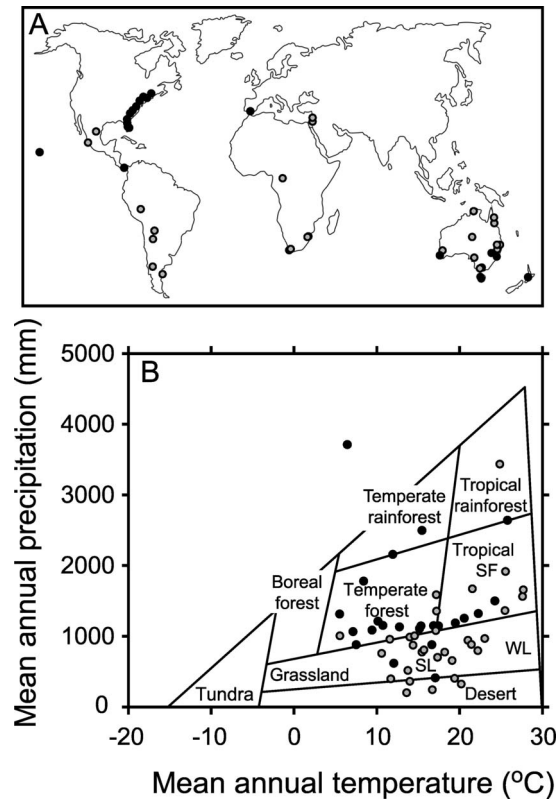 A
B
Mean annual precipitation (mm)
5000
4000
3000
2000
1000
0
Temperate
rainforest
Tropical
rainforest
Tropical
SF
Boreal
forest
Temperate
forest
Grassland
SL
WL
Tundra
Desert
-20
-10
0
10
20
30
Mean annual temperature (ºC)